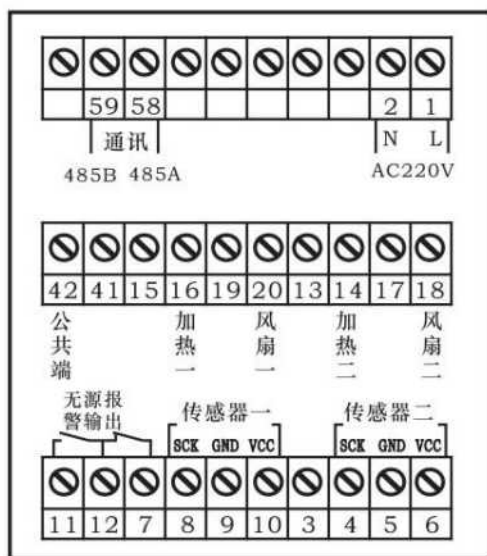 59 58 2 1
通讯 N L
485B 485A AC220V
42 41 15 16 19 20 13 14 17 18
公共端 加热一 风扇一 加热二 风扇二
无源报警输出 传感器一 传感器二
SCK GND VCC SCK GND VCC
11 12 7 8 9 10 3 4 5 6